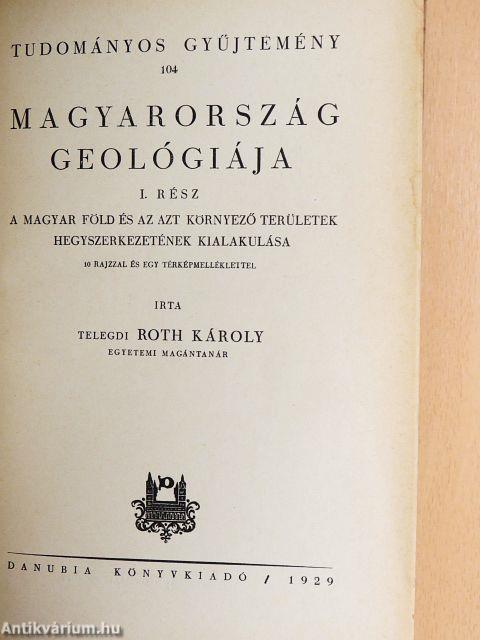 TUDOMÁNYOS GYŰJTEMÉNY
104
MAGYARORSZÁG
GEOLÓGIÁJA
I. RÉSZ
A MAGYAR FÖLD ÉS AZ AZT KÖRNYEZŐ TERÜLETEK
HEGYSZERKEZETÉNEK KIALAKULÁSA
10 RAJZZAL ÉS EGY TÉRKÉPMELLÉKLETTEL
IRTA
TELEGDI ROTH KÁROLY
EGYETEMI MAGÁNTANÁR
DANUBIA KÖNYVKIADÓ / 1929
Antikvárium.hu